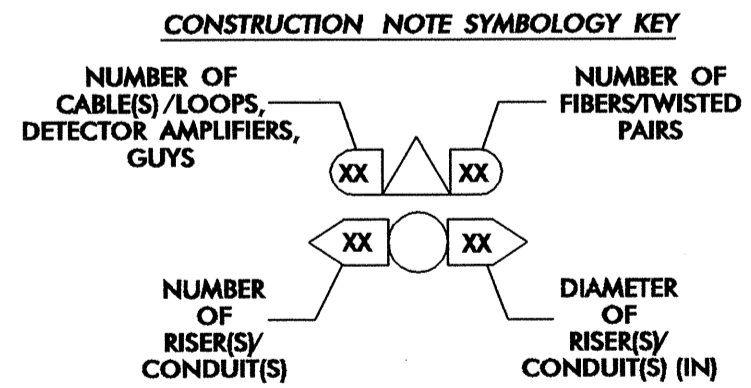 CONSTRUCTION NOTE SYMBOLOGY KEY
NUMBER OF
CABLE(S)/LOOPS,
DETECTOR AMPLIFIERS,
GUYS
NUMBER OF
FIBERS/TWISTED
PAIRS
XX
XX
XX
XX
NUMBER
OF
RISER(S)/
CONDUIT(S)
DIAMETER
OF
RISER(S)/
CONDUIT(S) (IN)